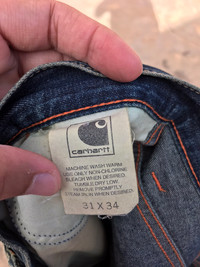 carhartt
MACHINE WASH WARM
USE ONLY NON-CHLORINE
BLEACH WHEN DESIRED.
TUMBLE DRY LOW.
REMOVE PROMPTLY
STEAM IRON WHEN DESIRED
31 X 34